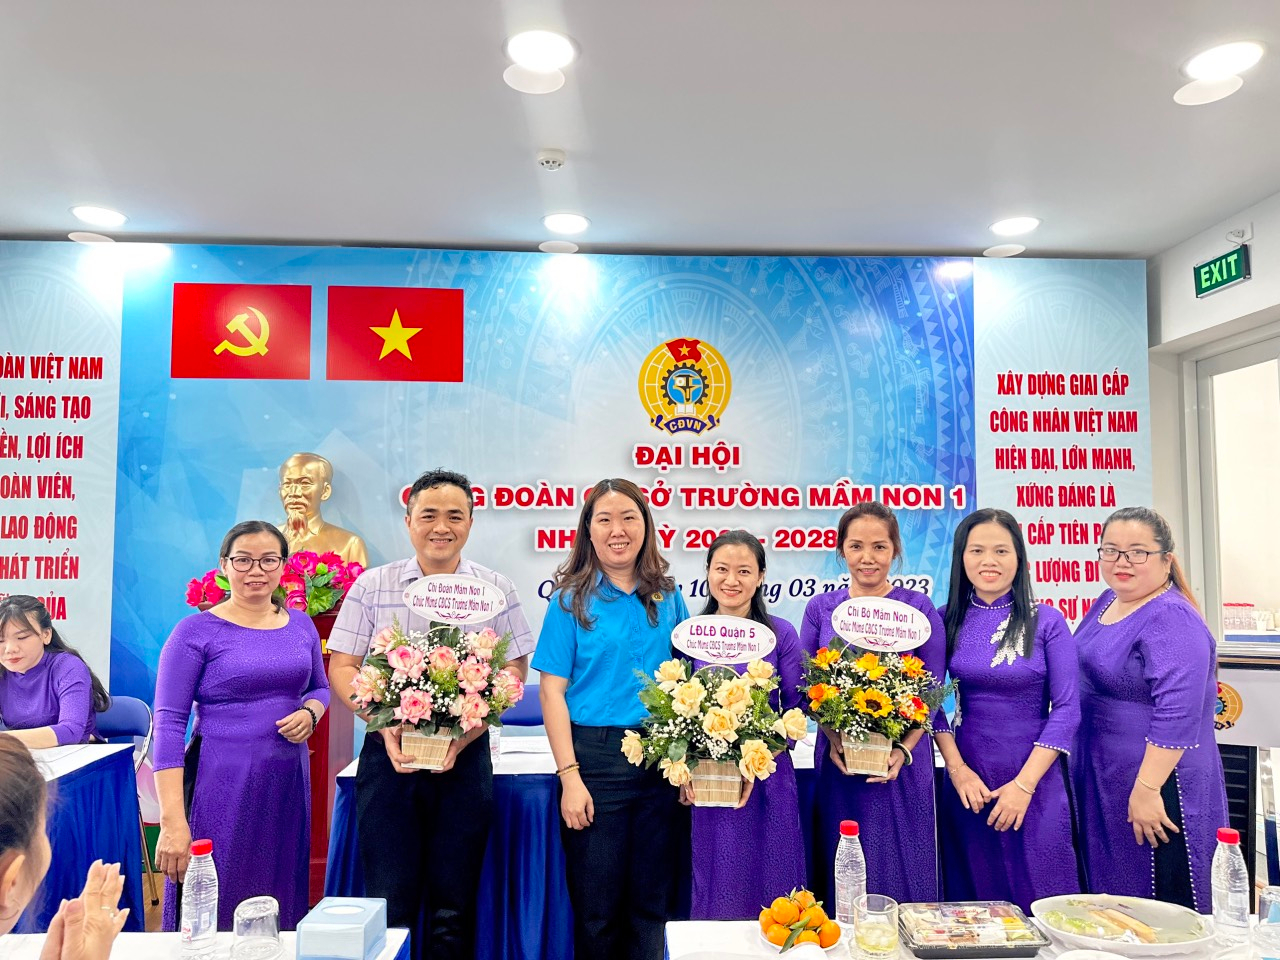 OÀN VIỆT NAM
I, SÁNG TẠO
ỀN, LỢI ÍCH
OÀN VIÊN,
LAO ĐỘNG
HÁT TRIỂN
CỦA
CĐVN
ĐẠI HỘI
ĐOÀN SỞ TRƯỜNG MẦM NON 1
KỲ - 2028
10 03
XÂY DỰNG GIAI CẤP
CÔNG NHÂN VIỆT NAM
HIỆN ĐẠI, LỚN MẠNH,
XỨNG ĐÁNG LÀ
CẤP TIÊN
LƯỢNG
SỰ
EXIT
Chi Đoàn Mầm Non 1
Chúc Mừng CĐCS Trường Mầm Non 1
LĐLĐ Quận 5
Chúc Mừng CĐCS Trường Mầm Non 1
Chi Bộ Mầm Non 1
Chúc Mừng CĐCS Trường Mầm Non 1